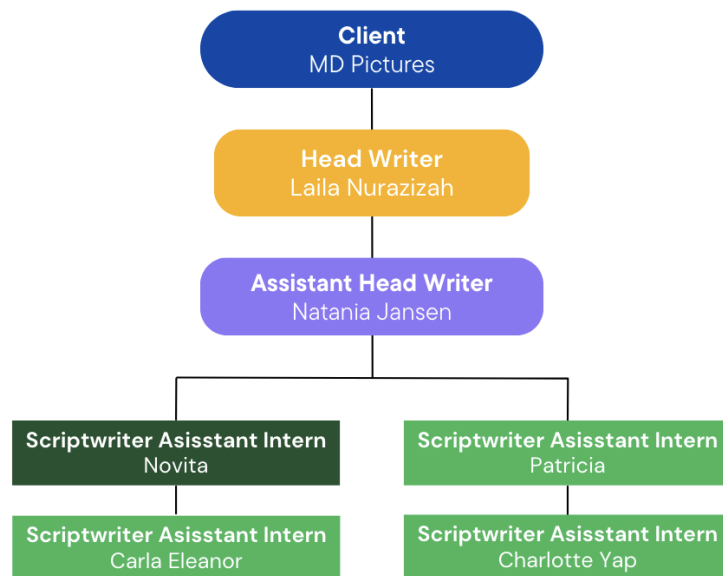 Client
MD Pictures
Head Writer
Laila Nurazizah
Assistant Head Writer
Natania Jansen
Scriptwriter Asisstant Intern
Novita
Scriptwriter Asisstant Intern
Patricia
Scriptwriter Asisstant Intern
Carla Eleanor
Scriptwriter Asisstant Intern
Charlotte Yap